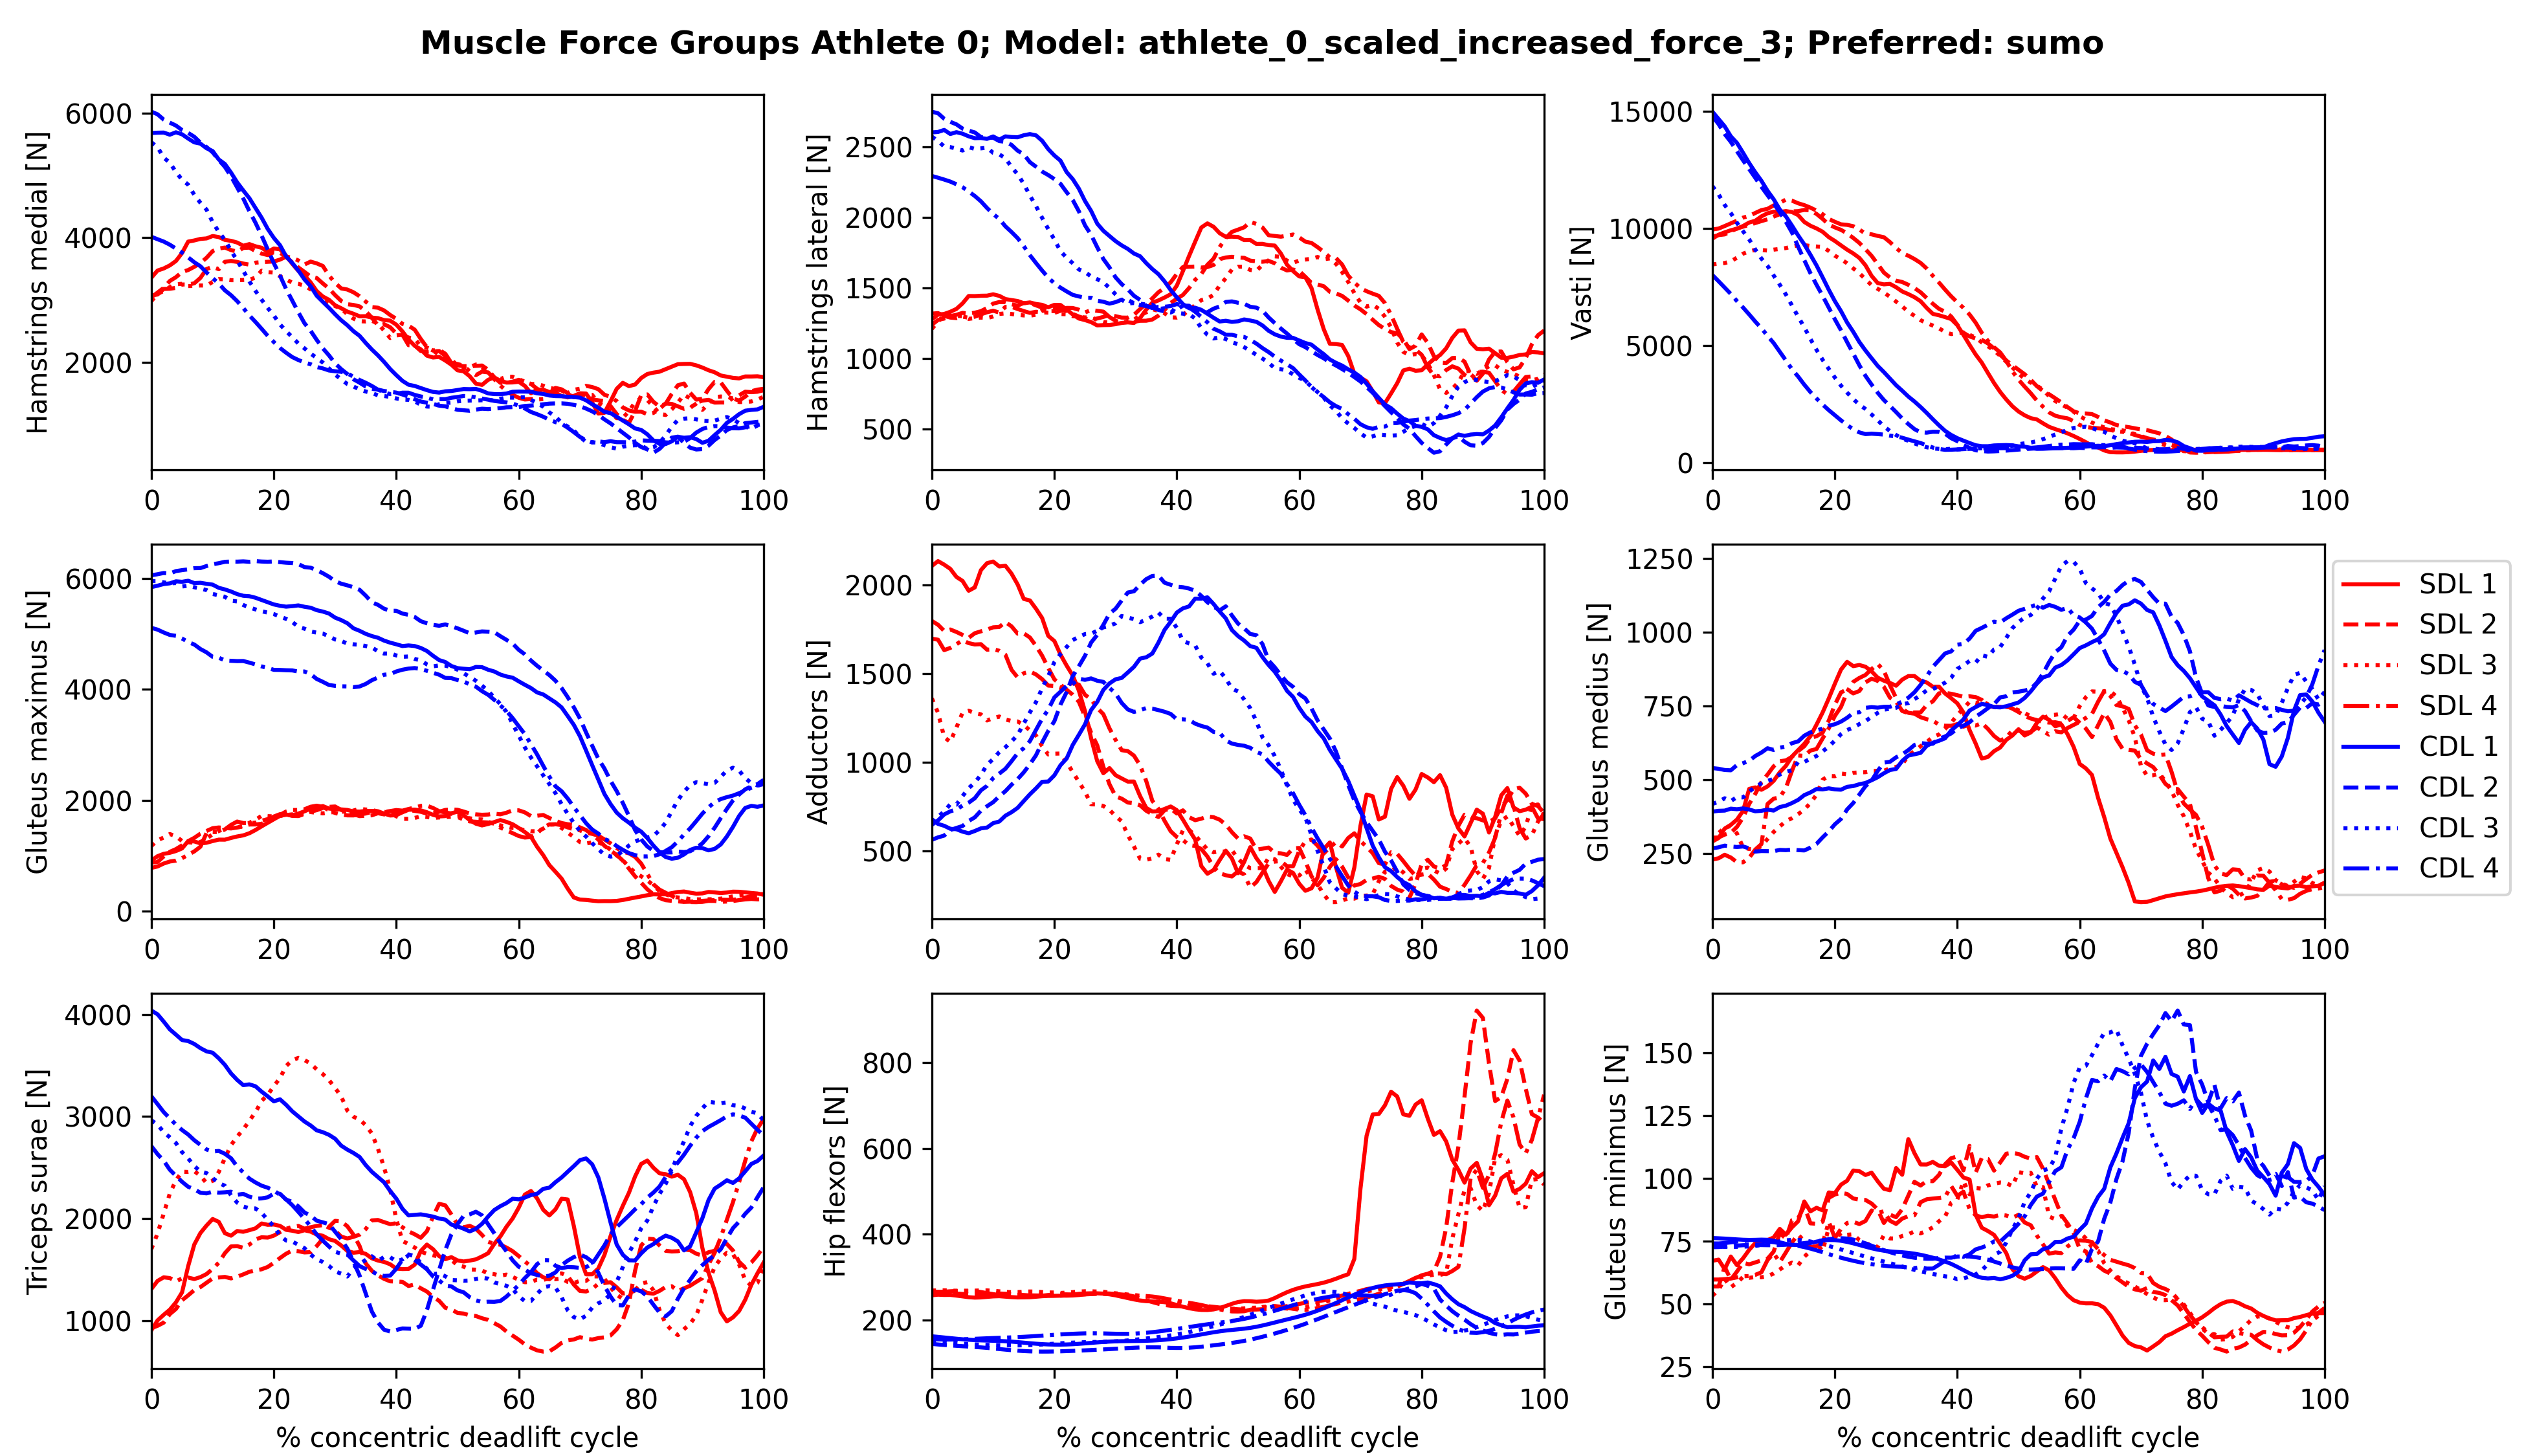 Muscle Force Groups Athlete 0; Model: athlete_0_scaled_increased_force_3; Preferred: sumo
Hamstrings medial [N]
6000
4000
2000
0 20 40 60 80 100
Hamstrings lateral [N]
2500
2000
1500
1000
500
0 20 40 60 80 100
Vasti [N]
15000
10000
5000
0
0 20 40 60 80 100
Gluteus maximus [N]
6000
4000
2000
0
0 20 40 60 80 100
Adductors [N]
2000
1500
1000
500
0 20 40 60 80 100
Gluteus medius [N]
1250
1000
750
500
250
0 20 40 60 80 100
SDL 1
SDL 2
SDL 3
SDL 4
CDL 1
CDL 2
CDL 3
CDL 4
Triceps surae [N]
4000
3000
2000
1000
0 20 40 60 80 100
% concentric deadlift cycle
Hip flexors [N]
800
600
400
200
0 20 40 60 80 100
% concentric deadlift cycle
Gluteus minimus [N]
150
125
100
75
50
25
0 20 40 60 80 100
% concentric deadlift cycle